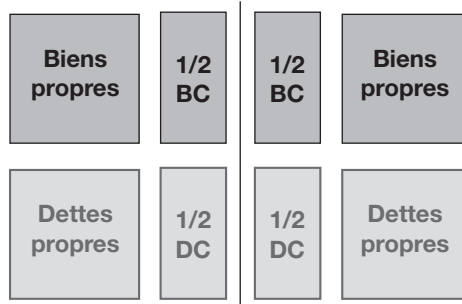 Biens
propres
1/2
BC
1/2
BC
Biens
propres
Dettes
propres
1/2
DC
1/2
DC
Dettes
propres